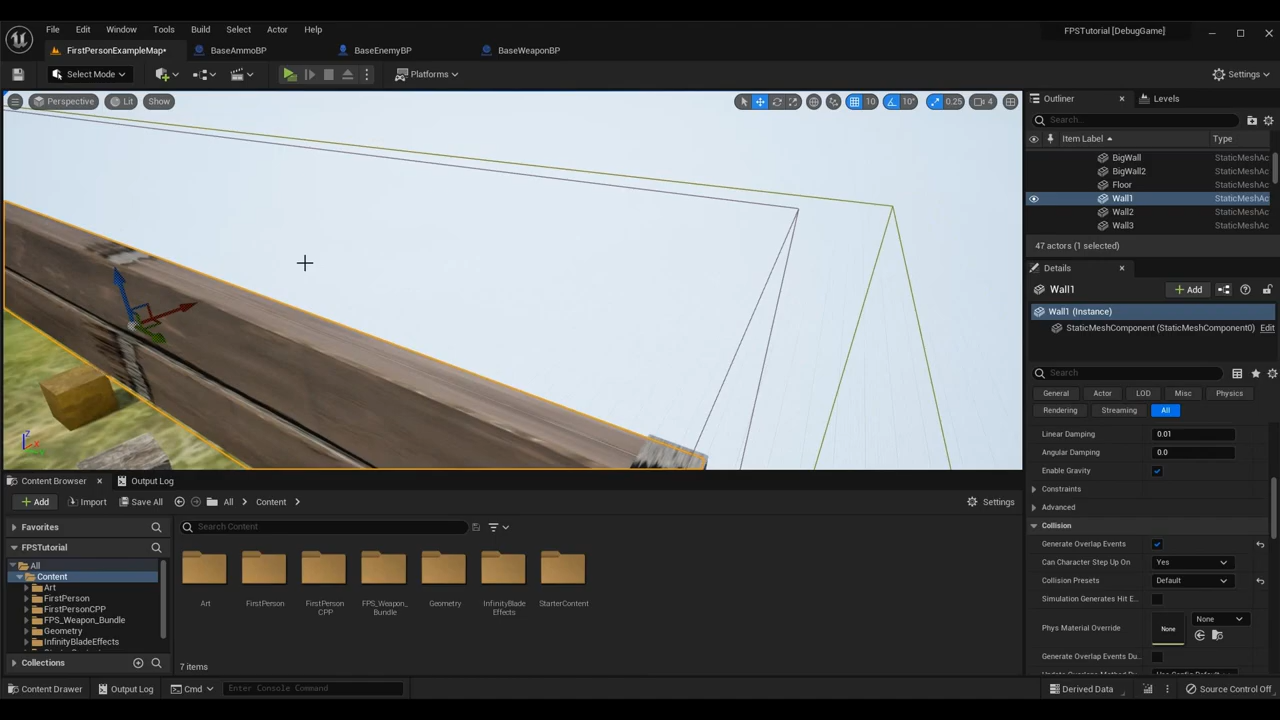 File Edit Window Tools Build Select Actor Help
FPSTutorial [DebugGame]
FirstPersonExampleMap* BaseAmmoBP BaseEnemyBP BaseWeaponBP
Select Mode Platforms Settings
Perspective Lit Show 10 10° 0.25 4
Outliner Levels
Search...
Item Label Type
BigWall StaticMeshAc
BigWall2 StaticMeshAc
Floor StaticMeshAc
Wall1 StaticMeshAc
Wall2 StaticMeshAc
Wall3 StaticMeshAc
47 actors (1 selected)
Details
Wall1 Add
Wall1 (Instance)
StaticMeshComponent (StaticMeshComponent0) Edit
Search
General Actor LOD Misc Physics
Rendering Streaming All
Linear Damping 0.01
Angular Damping 0.0
Enable Gravity
Constraints
Advanced
Collision
Generate Overlap Events
Can Character Step Up On Yes
Collision Presets Default
Simulation Generates Hit E...
Phys Material Override None None
Generate Overlap Events Du...
Z X
Content Browser Output Log
Add Import Save All All Content Settings
Favorites
Search Content
FPSTutorial
All
Content
Art
FirstPerson
FirstPersonCPP
FPS_Weapon_Bundle
Geometry
InfinityBladeEffects
Collections
Art FirstPerson FirstPerson FPS_Weapon_ Geometry InfinityBlade StarterContent
CPP Bundle Effects
7 items
Content Drawer Output Log Cmd Enter Console Command Derived Data Source Control Off